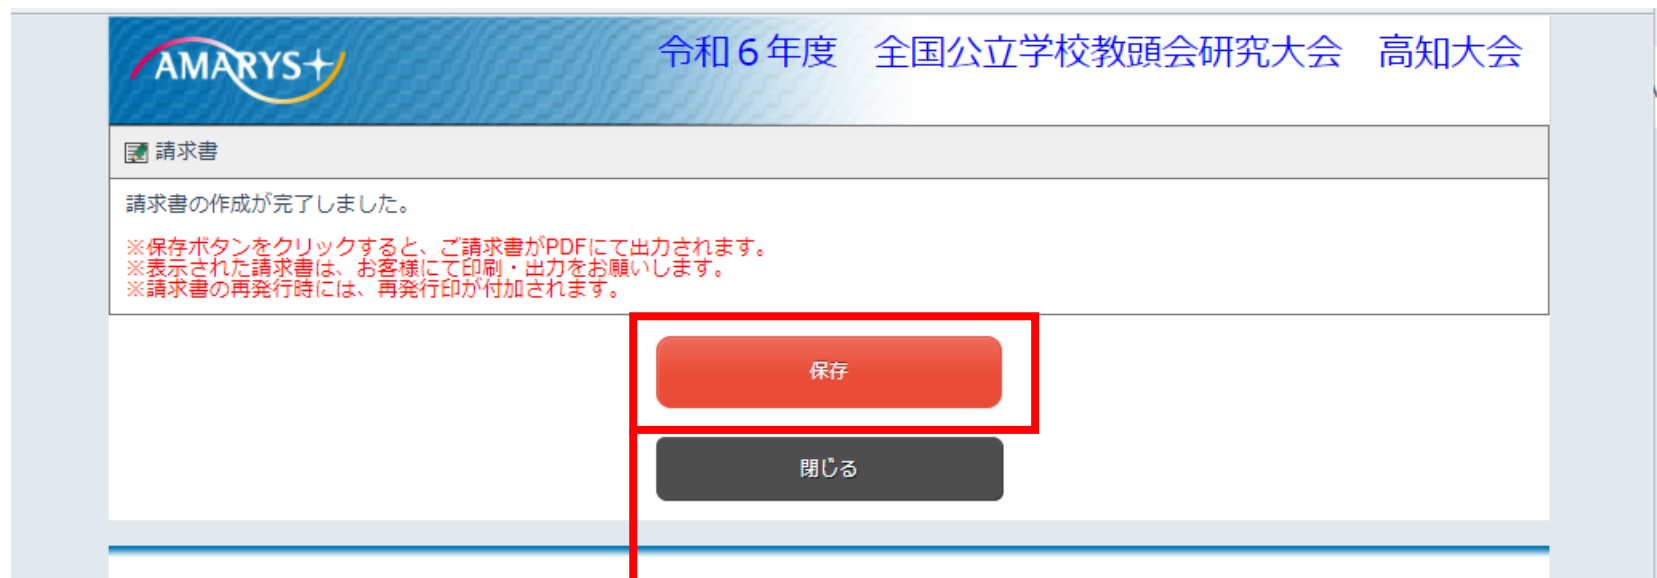 AMARYS+
令和６年度　全国公立学校教頭会研究大会　高知大会
請求書
請求書の作成が完了しました。
※保存ボタンをクリックすると、ご請求書がPDFにて出力されます。
※表示された請求書は、お客様にて印刷・出力をお願いします。
※請求書の再発行時には、再発行印が付加されます。
保存
閉じる